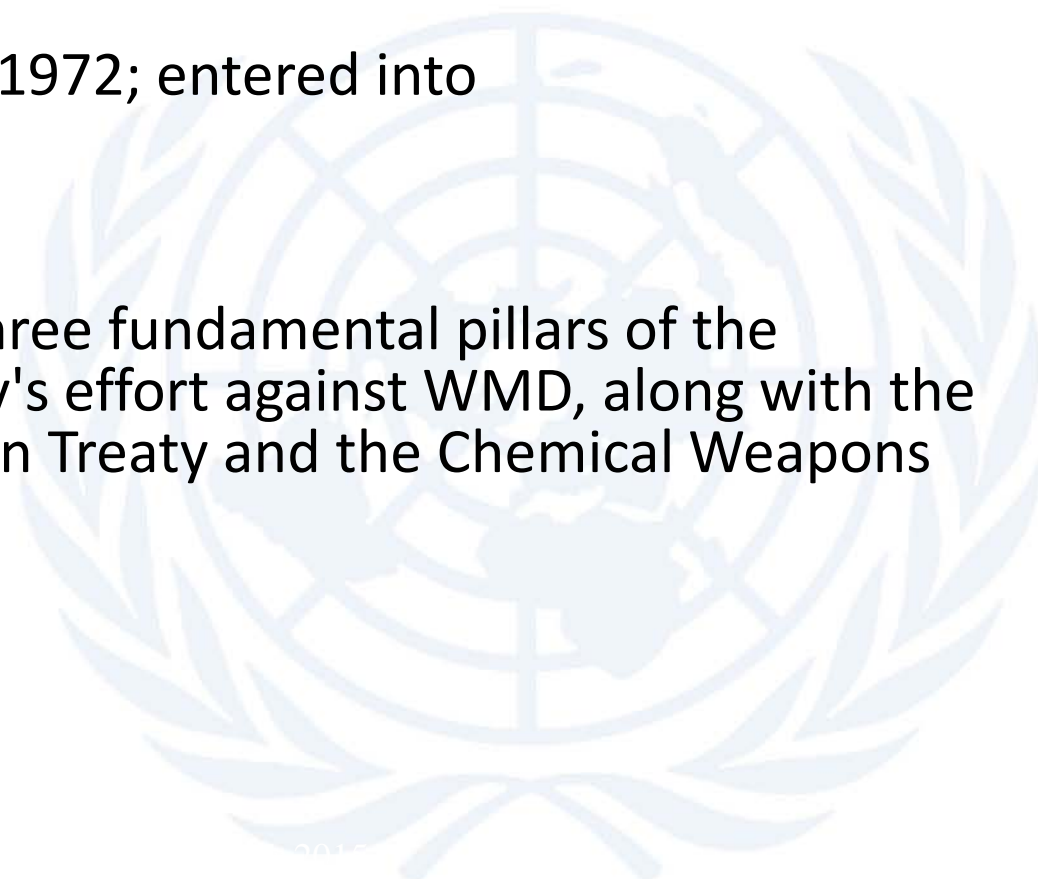 1972; entered into
ree fundamental pillars of the
's effort against WMD, along with the
n Treaty and the Chemical Weapons